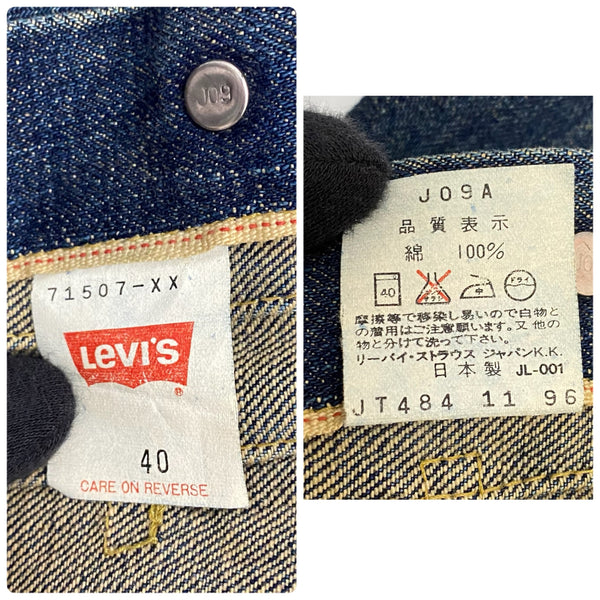 J09
71507-XX
LEVI'S
®
40
CARE ON REVERSE
J09A
品質表示
綿 100%
40 中 ドライ
摩擦等で移染し易いので白物と
の着用はご注意願います。又他の
物と分けて洗って下さい。
リーバイ・ストラウス ジャパンK.K.
日本製 JL-001
JT484 11 96